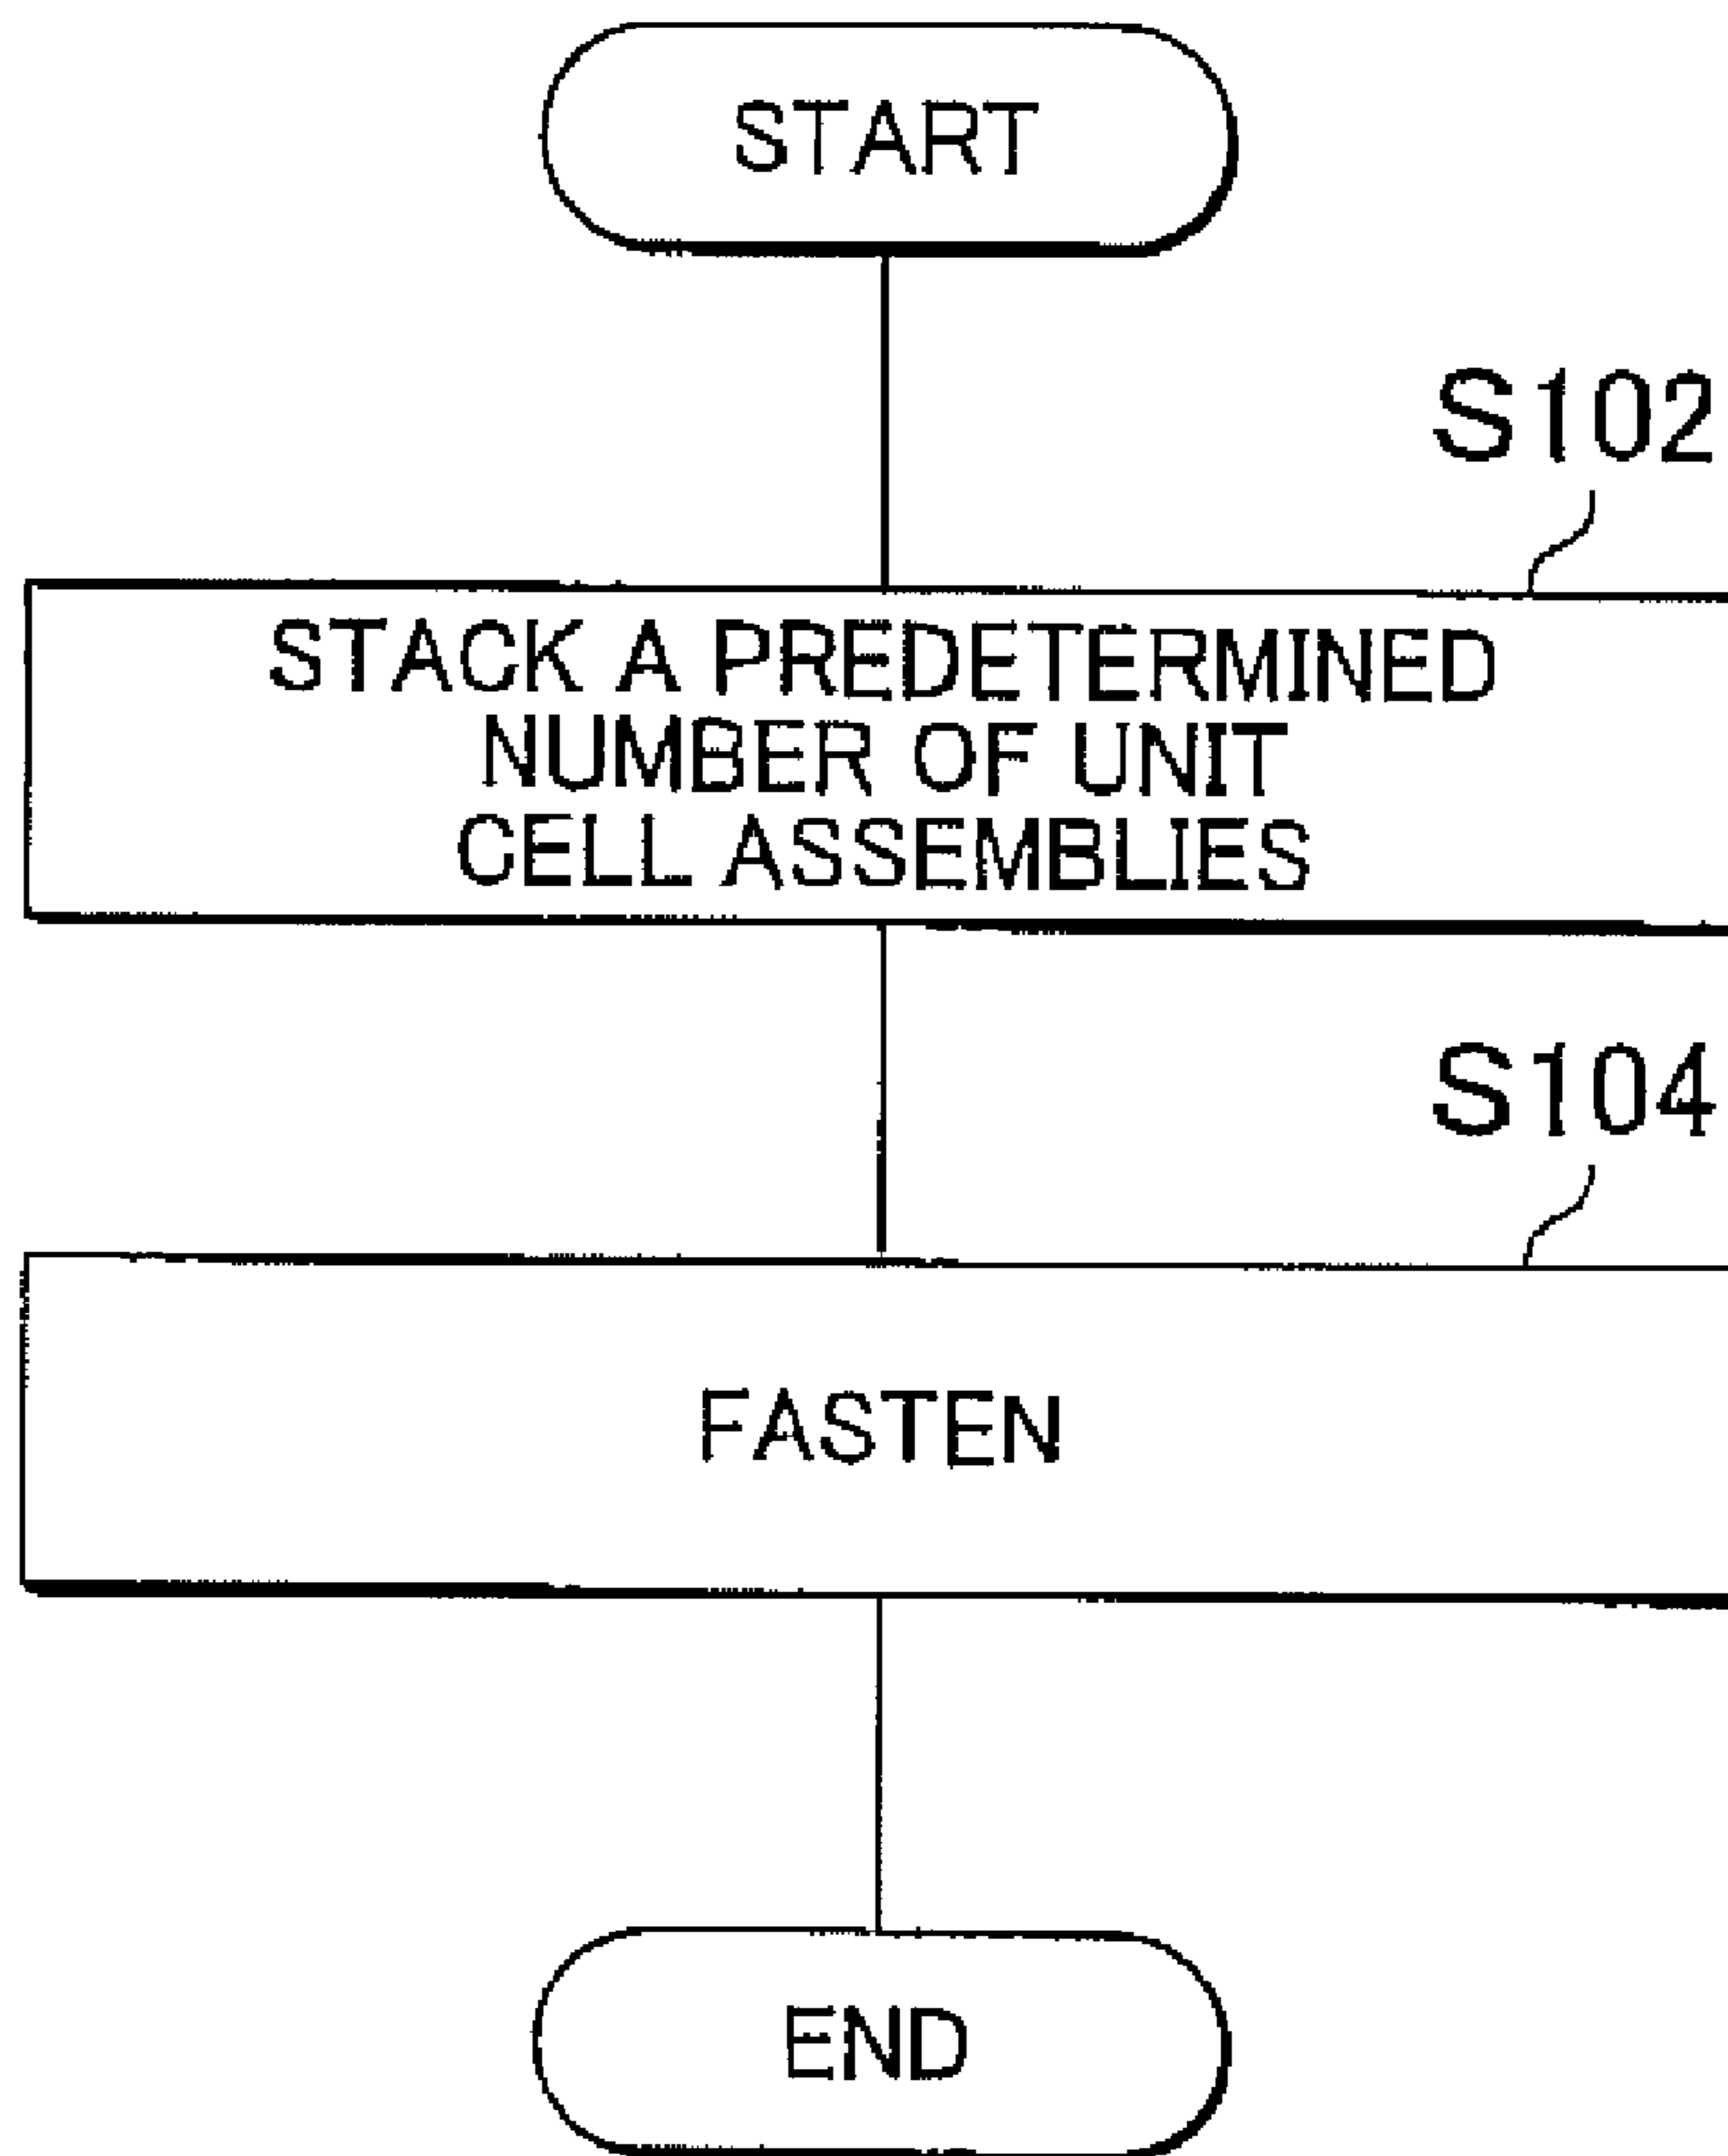 START
S102
STACK A PREDETERMINED
NUMBER OF UNIT
CELL ASSEMBLIES
S104
FASTEN
END